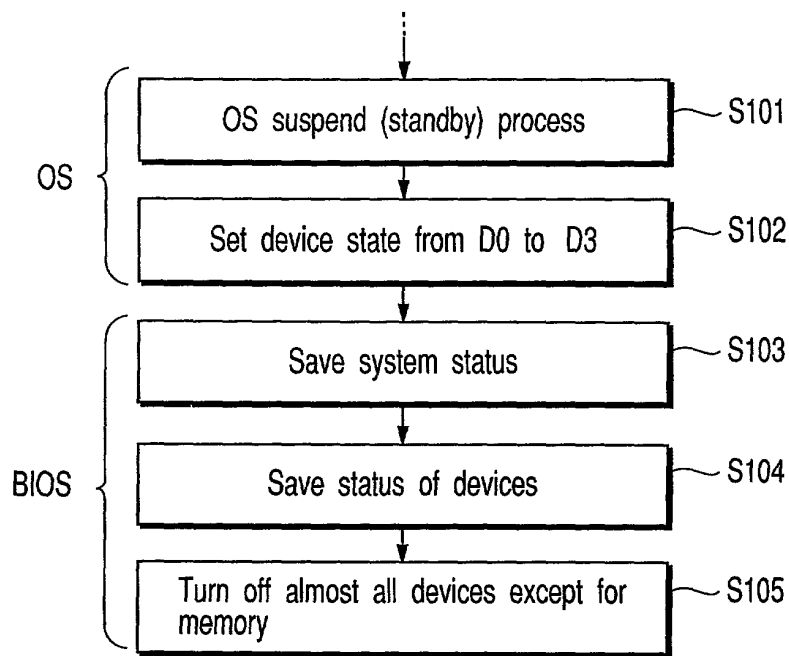 OS suspend (standby) process
S101
OS
Set device state from D0 to D3
S102
Save system status
S103
BIOS
Save status of devices
S104
Turn off almost all devices except for
memory
S105